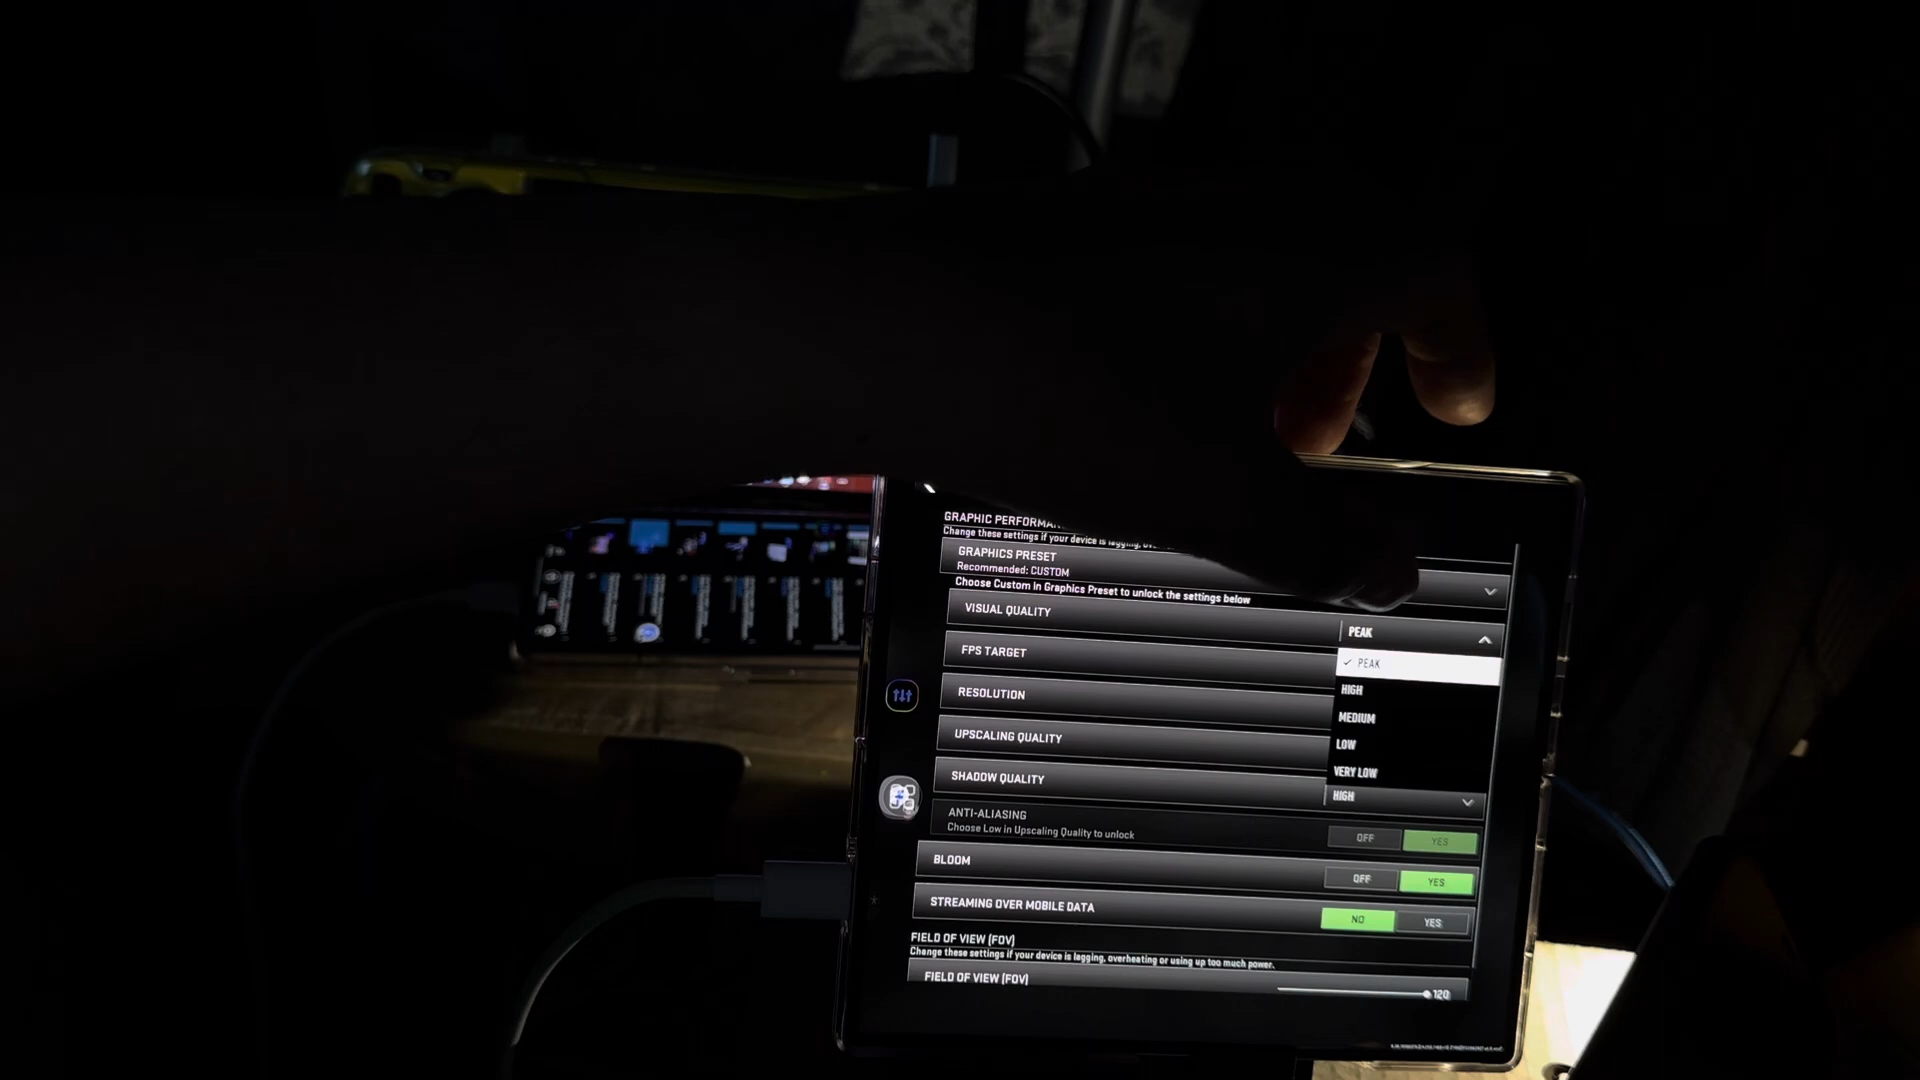 GRAPHIC PERFORMA
Change these settings if your device is lagging,
GRAPHICS PRESET
Recommended: CUSTOM
Choose Custom In Graphics Preset to unlock the settings below
VISUAL QUALITY
PEAK
✓ PEAK
HIGH
MEDIUM
LOW
VERY LOW
FPS TARGET
RESOLUTION
UPSCALING QUALITY
SHADOW QUALITY
HIGH
ANTI-ALIASING
Choose Low in Upscaling Quality to unlock
OFF YES
BLOOM
OFF YES
STREAMING OVER MOBILE DATA
NO YES
FIELD OF VIEW (FOV)
Change these settings if your device is lagging, overheating or using up too much power.
FIELD OF VIEW (FOV)
120